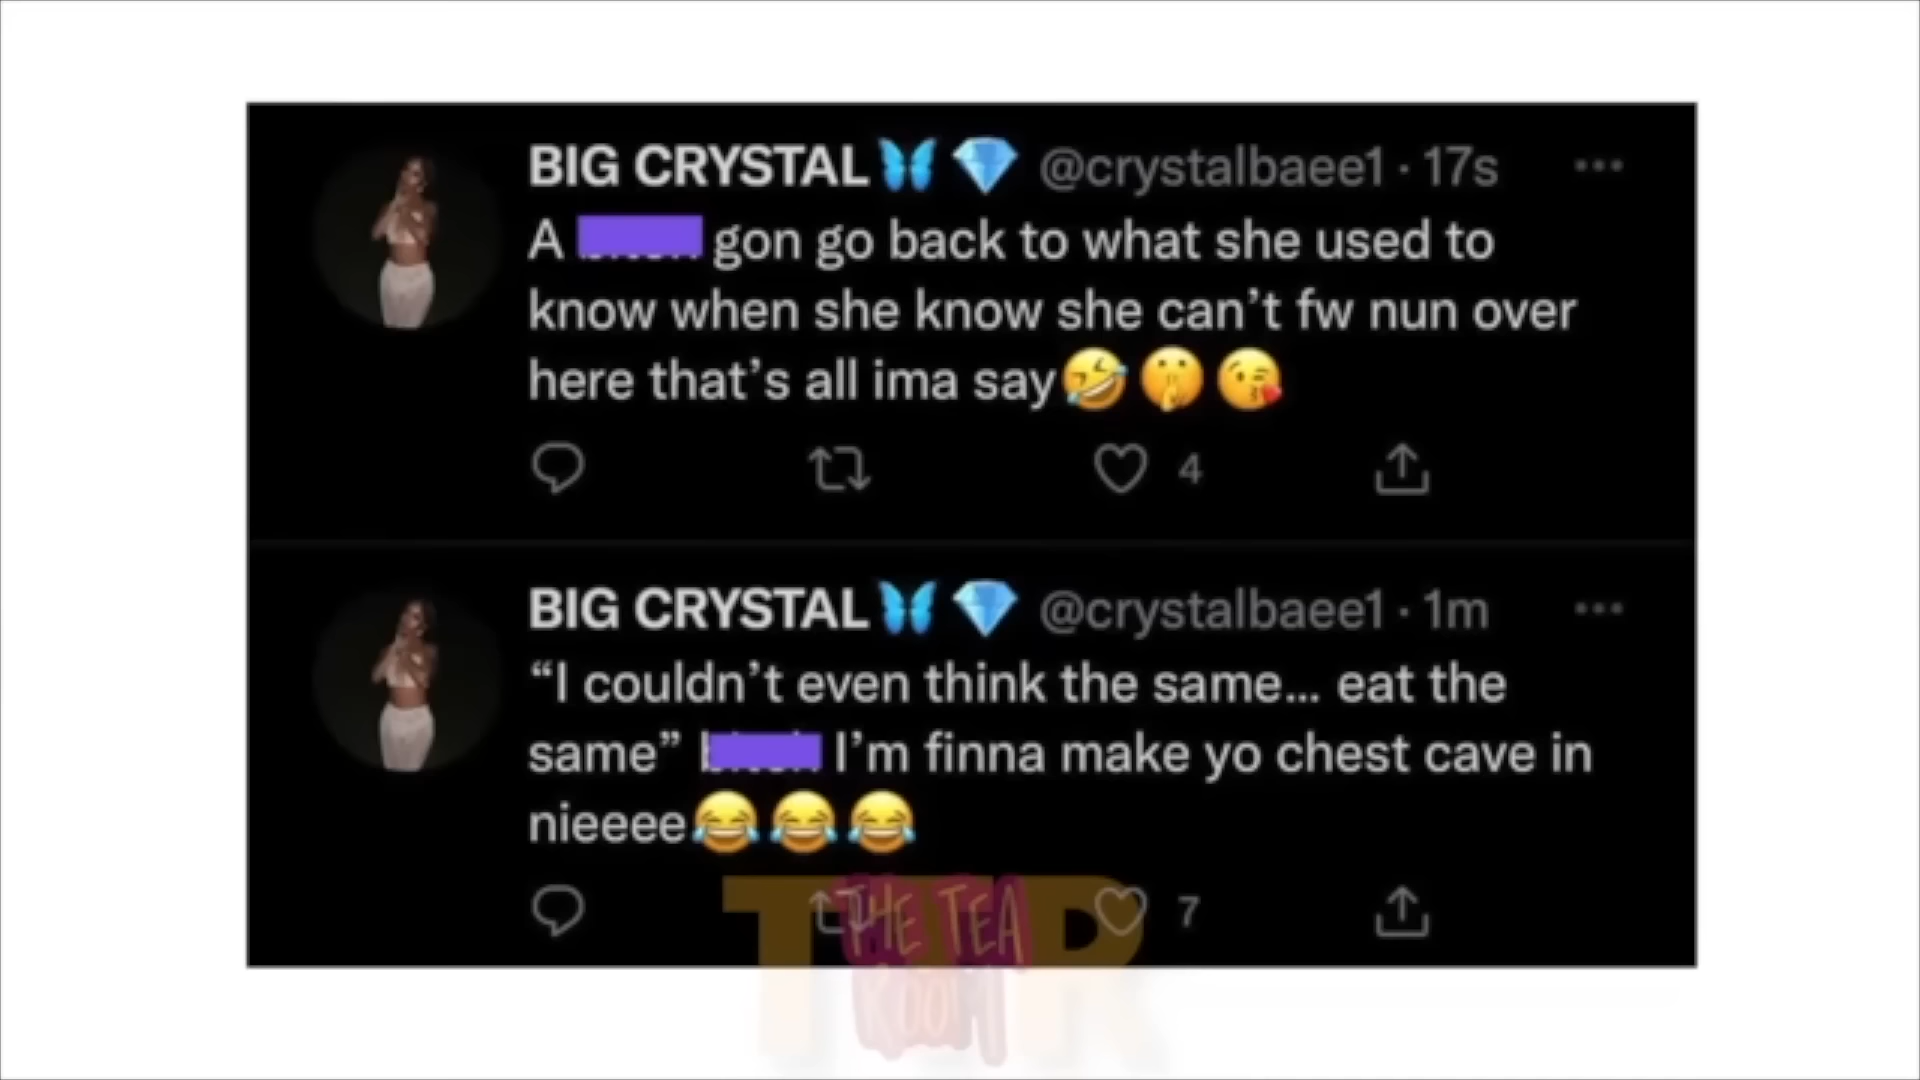 BIG CRYSTAL🦋💎 @crystalbaee1 · 17s
A gon go back to what she used to
know when she know she can’t fw nun over
here that’s all ima say🤣🤫😘
4
BIG CRYSTAL🦋💎 @crystalbaee1 · 1m
“I couldn’t even think the same... eat the
same” I’m finna make yo chest cave in
nieeee😂😂😂
7
THE TEA
ROOM